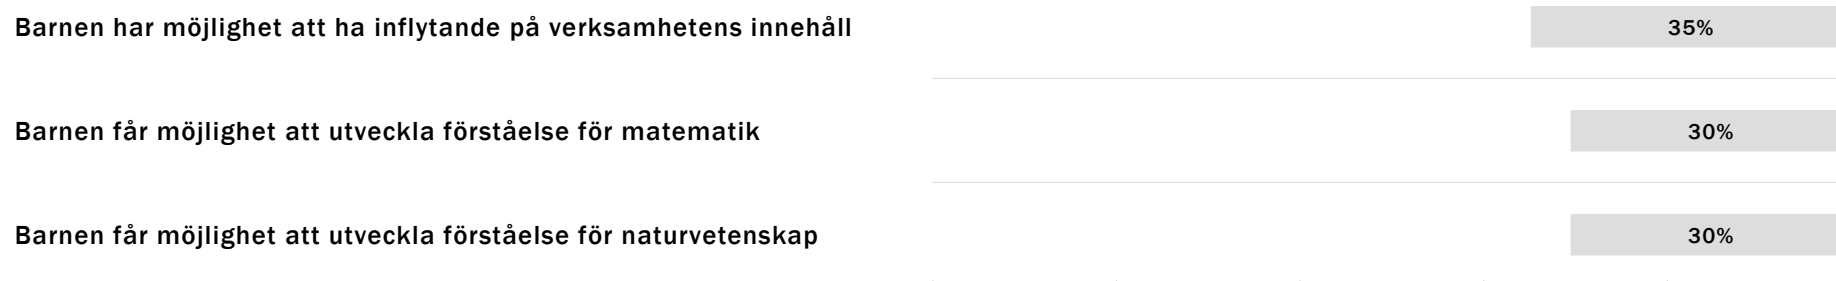 Barnen har möjlighet att ha inflytande på verksamhetens innehåll 35%
Barnen får möjlighet att utveckla förståelse för matematik 30%
Barnen får möjlighet att utveckla förståelse för naturvetenskap 30%